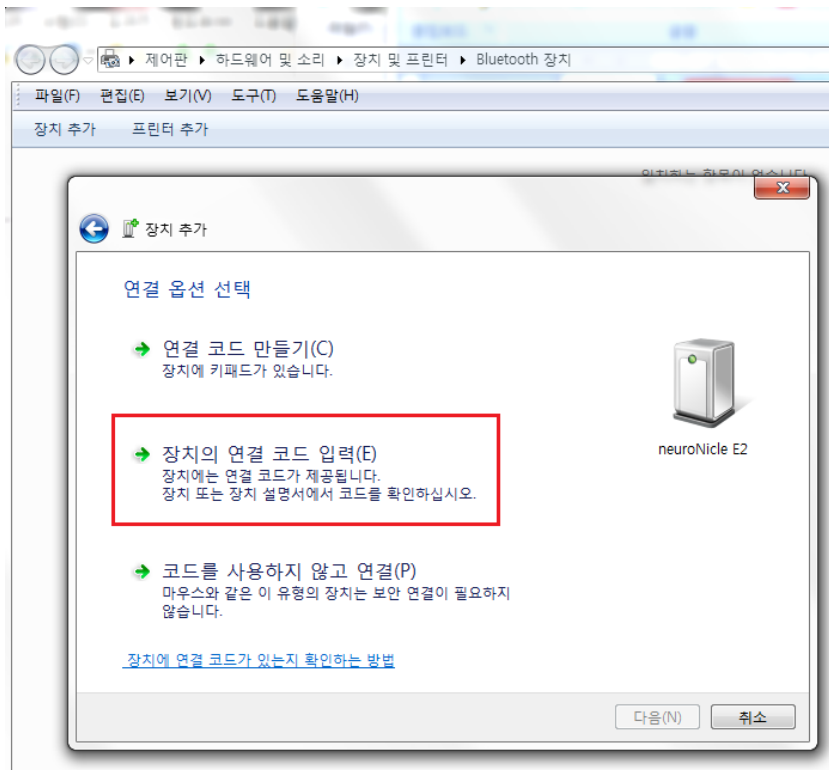 제어판 ▸ 하드웨어 및 소리 ▸ 장치 및 프린터 ▸ Bluetooth 장치
파일(F) 편집(E) 보기(V) 도구(T) 도움말(H)
장치 추가 프린터 추가
장치 추가
연결 옵션 선택
연결 코드 만들기(C)
장치에 키패드가 있습니다.
장치의 연결 코드 입력(E)
장치에는 연결 코드가 제공됩니다.
장치 또는 장치 설명서에서 코드를 확인하십시오.
neuroNicle E2
코드를 사용하지 않고 연결(P)
마우스와 같은 이 유형의 장치는 보안 연결이 필요하지
않습니다.
장치에 연결 코드가 있는지 확인하는 방법
다음(N) 취소